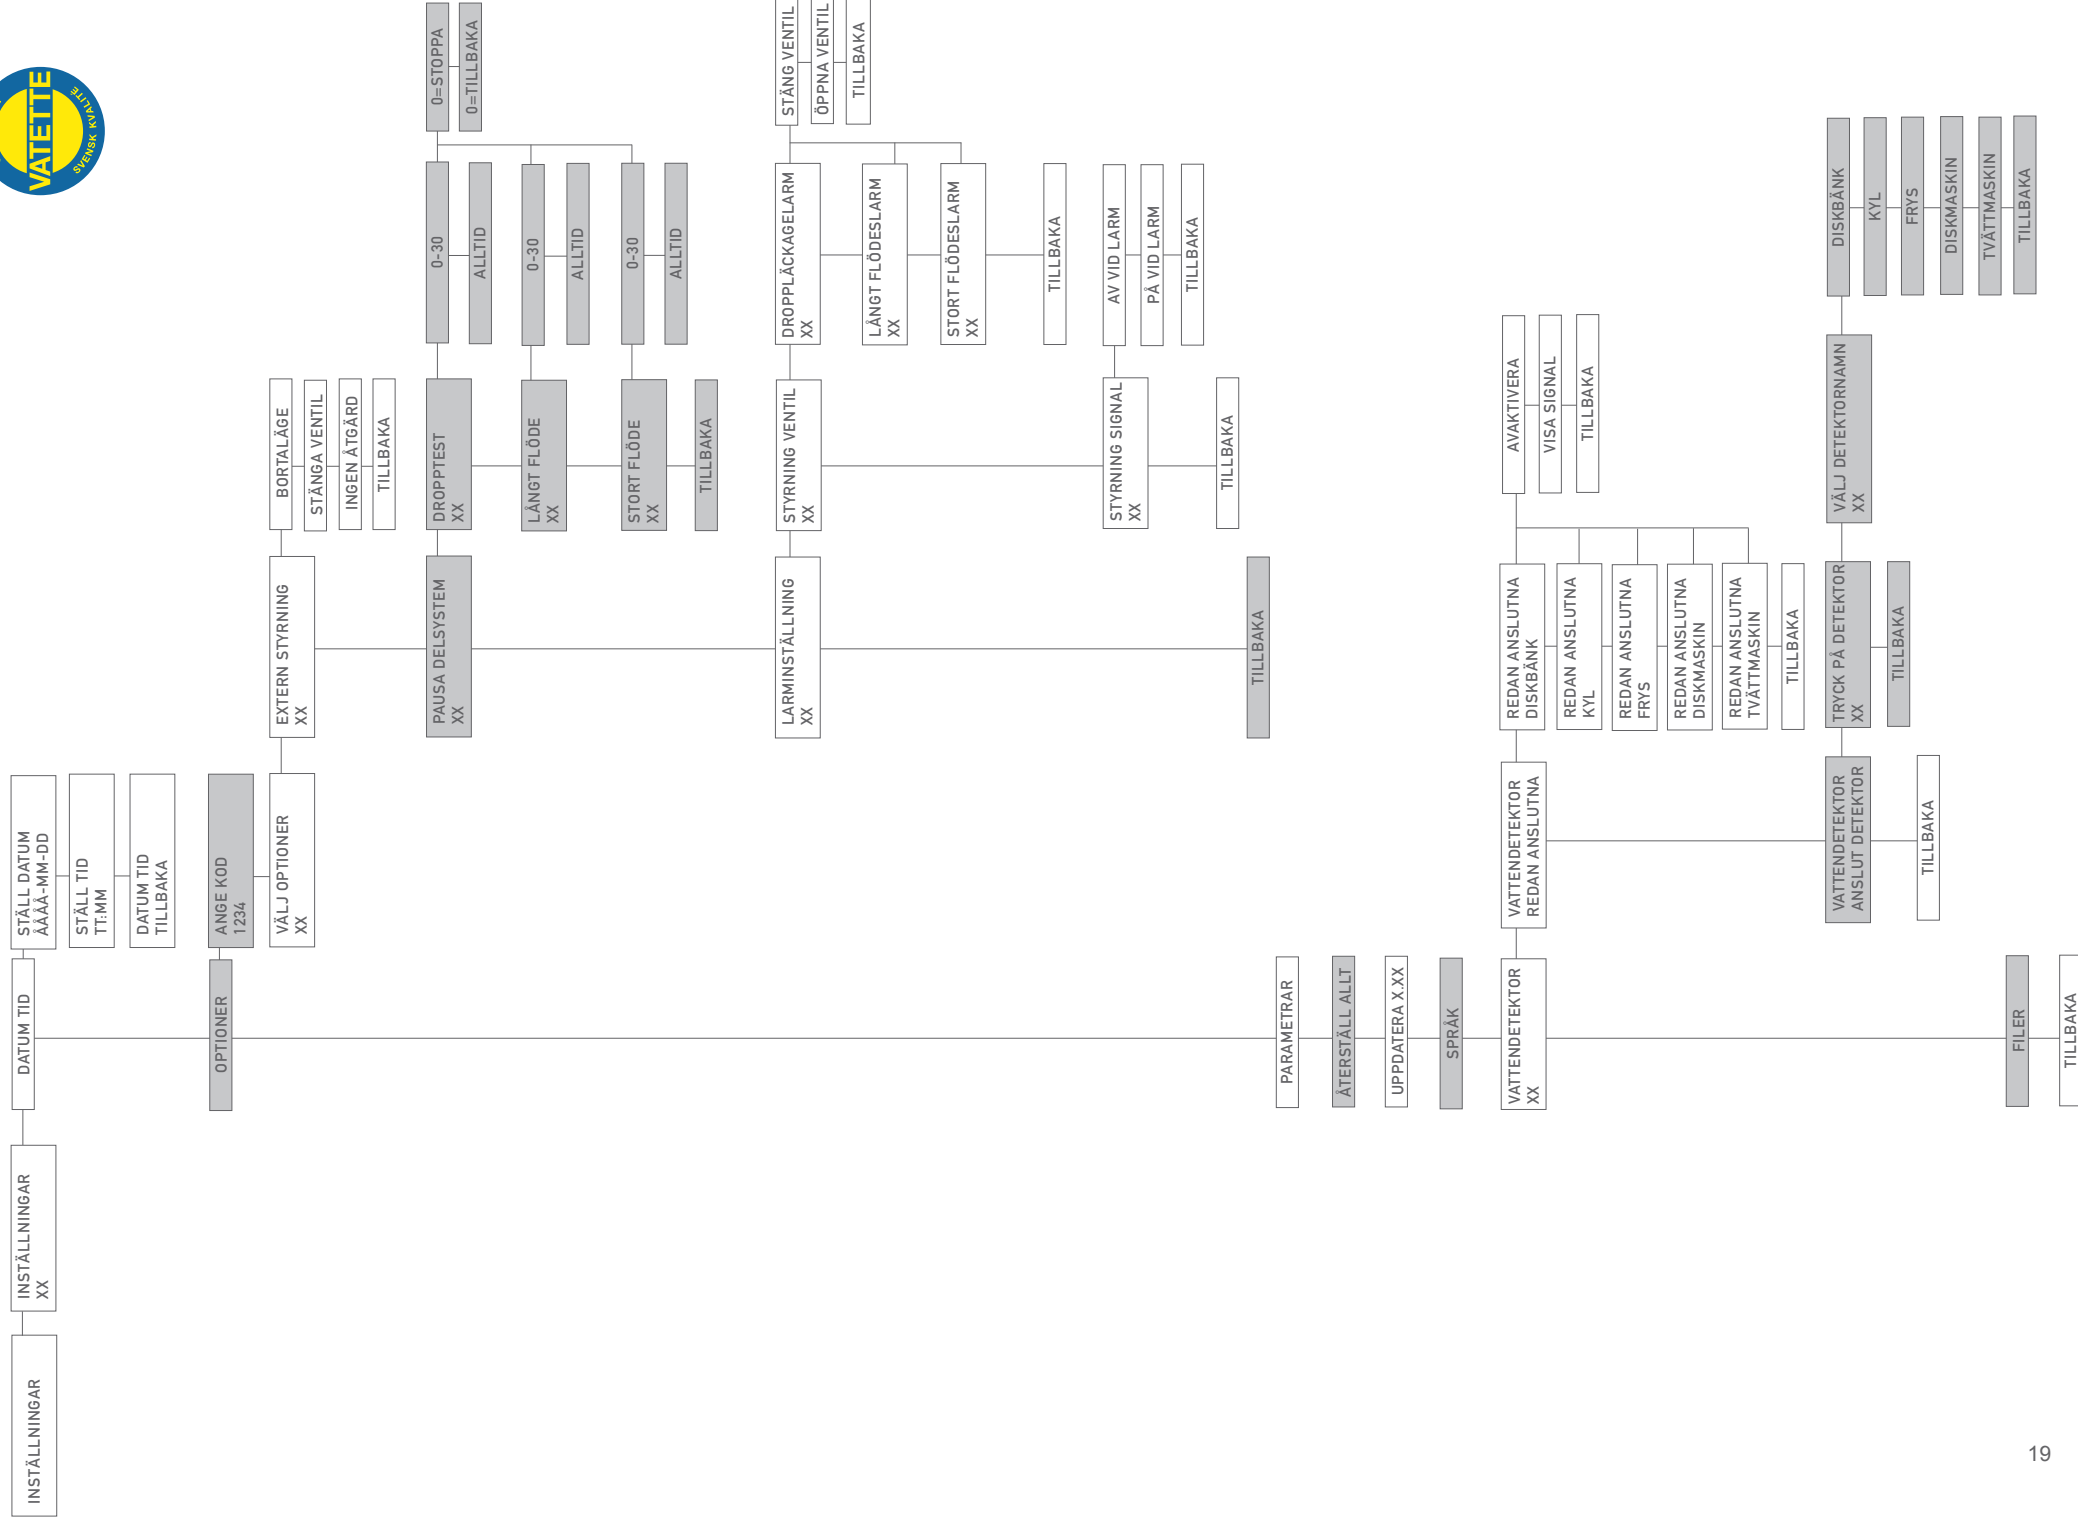 VATETTE
SVENSK KVALITÉ
INSTÄLLNINGAR
INSTÄLLNINGAR
XX
DATUM TID
STÄLL DATUM
ÅÅÅÅ-MM-DD
STÄLL TID
TT:MM
DATUM TID
TILLBAKA
OPTIONER
ANGE KOD
1234
VÄLJ OPTIONER
XX
EXTERN STYRNING
XX
BORTALÄGE
STÄNGA VENTIL
INGEN ÅTGÄRD
TILLBAKA
PAUSA DELSYSTEM
XX
DROPPTEST
XX
0-30
ALLTID
0=STOPPA
0=TILLBAKA
LÅNGT FLÖDE
XX
0-30
ALLTID
STORT FLÖDE
XX
0-30
ALLTID
TILLBAKA
LARMINSTÄLLNING
XX
STYRNING VENTIL
XX
DROPPLÄCKAGELARM
XX
STÄNG VENTIL
ÖPPNA VENTIL
TILLBAKA
LÅNGT FLÖDESLARM
XX
STORT FLÖDESLARM
XX
TILLBAKA
STYRNING SIGNAL
XX
AV VID LARM
PÅ VID LARM
TILLBAKA
TILLBAKA
TILLBAKA
PARAMETRAR
ÅTERSTÄLL ALLT
UPPDATERA X.XX
SPRÅK
VATTENDETEKTOR
XX
VATTENDETEKTOR
REDAN ANSLUTNA
REDAN ANSLUTNA
DISKBÄNK
AVAKTIVERA
VISA SIGNAL
TILLBAKA
REDAN ANSLUTNA
KYL
REDAN ANSLUTNA
FRYS
REDAN ANSLUTNA
DISKMASKIN
REDAN ANSLUTNA
TVÄTTMASKIN
TILLBAKA
VATTENDETEKTOR
ANSLUT DETEKTOR
TRYCK PÅ DETEKTOR
XX
VÄLJ DETEKTORNAMN
XX
DISKBÄNK
KYL
FRYS
DISKMASKIN
TVÄTTMASKIN
TILLBAKA
TILLBAKA
TILLBAKA
FILER
TILLBAKA
19